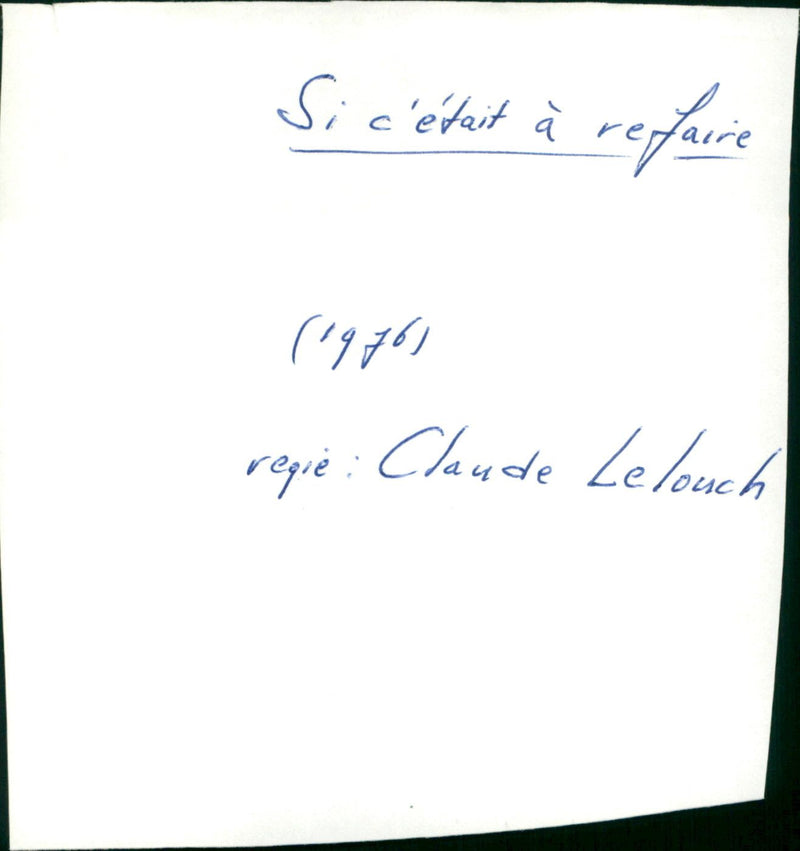 Si c'était à refaire
(1976)
regie: Claude Lelouch